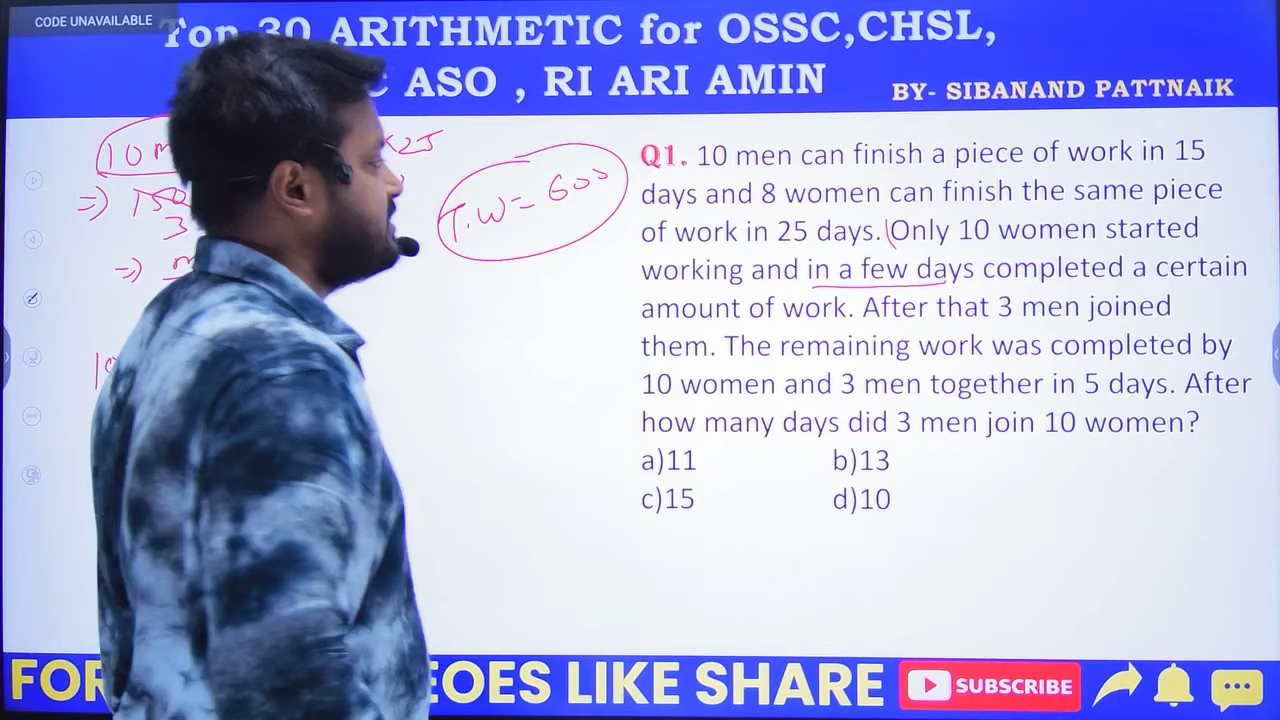 CODE UNAVAILABLE
Top 30 ARITHMETIC for OSSC,CHSL,
ASO , RI ARI AMIN
BY- SIBANAND PATTNAIK
10 m
T.W = 600
Q1. 10 men can finish a piece of work in 15
days and 8 women can finish the same piece
of work in 25 days. Only 10 women started
working and in a few days completed a certain
amount of work. After that 3 men joined
them. The remaining work was completed by
10 women and 3 men together in 5 days. After
how many days did 3 men join 10 women?
a)11 b)13
c)15 d)10
LIKE SHARE
SUBSCRIBE